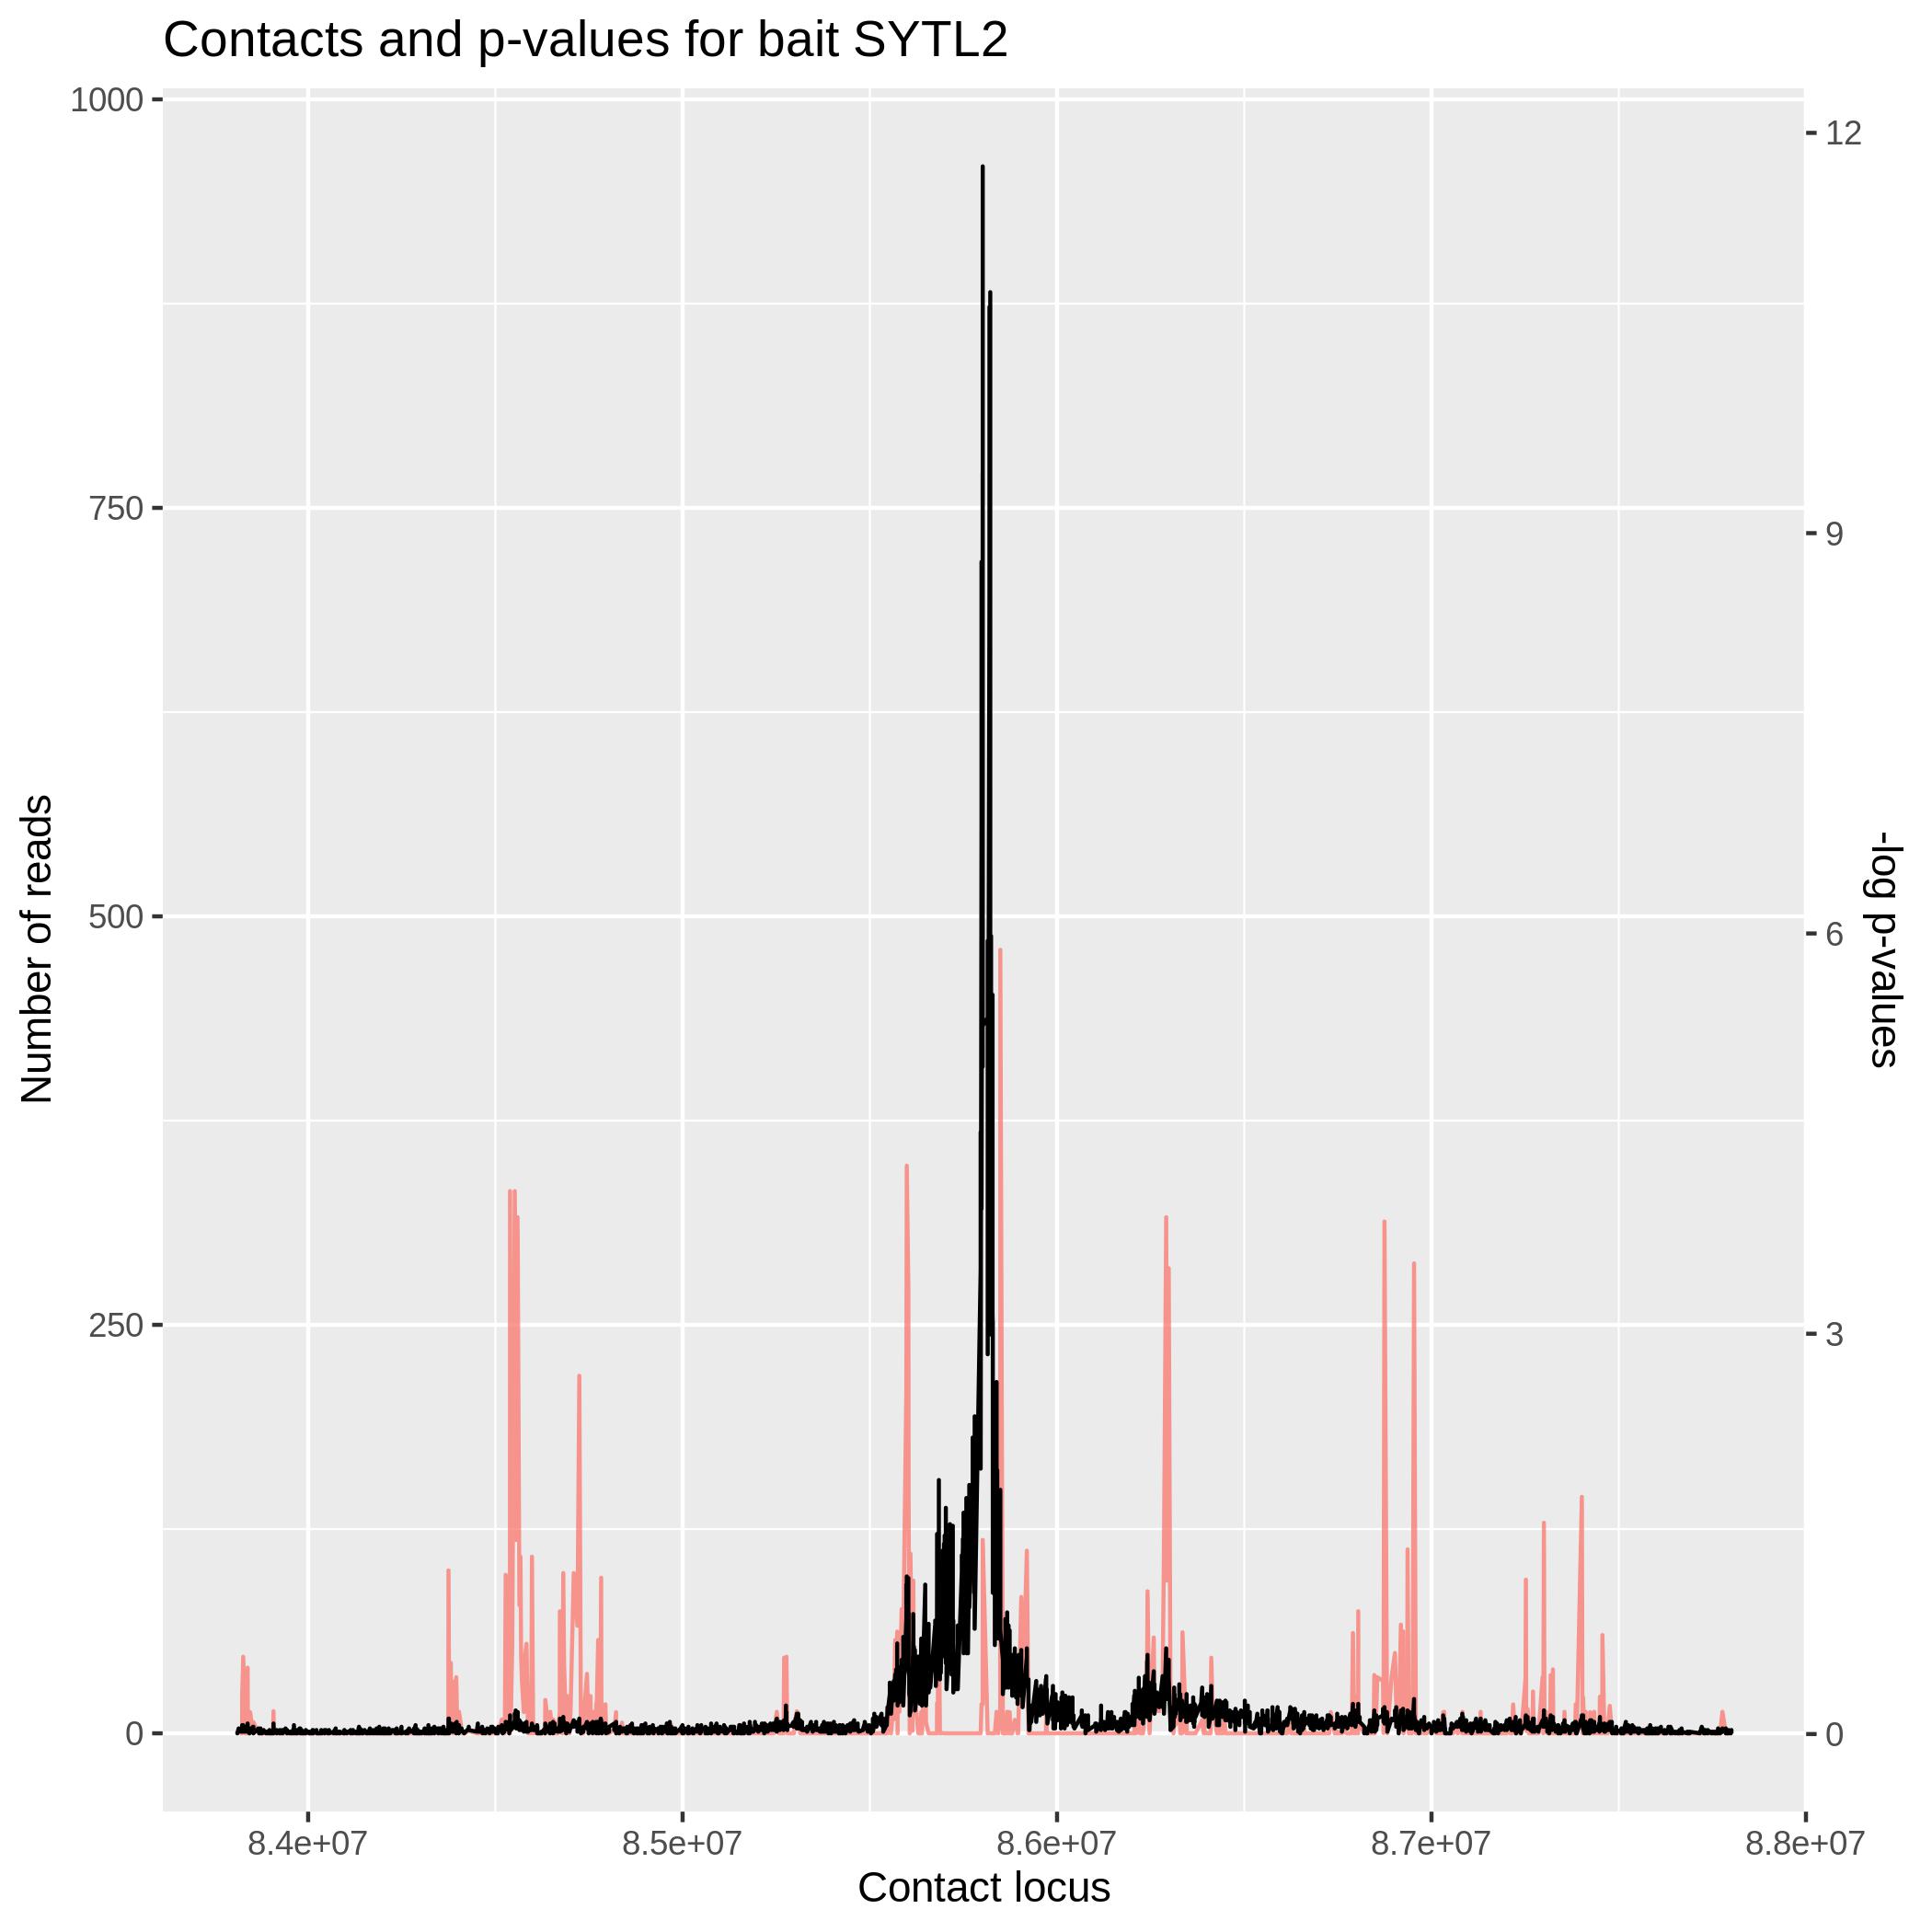 Contacts and p-values for bait SYTL2
1000
750
500
250
0
12
9
6
3
0
Number of reads
-log p-values
8.4e+07
8.5e+07
8.6e+07
8.7e+07
8.8e+07
Contact locus